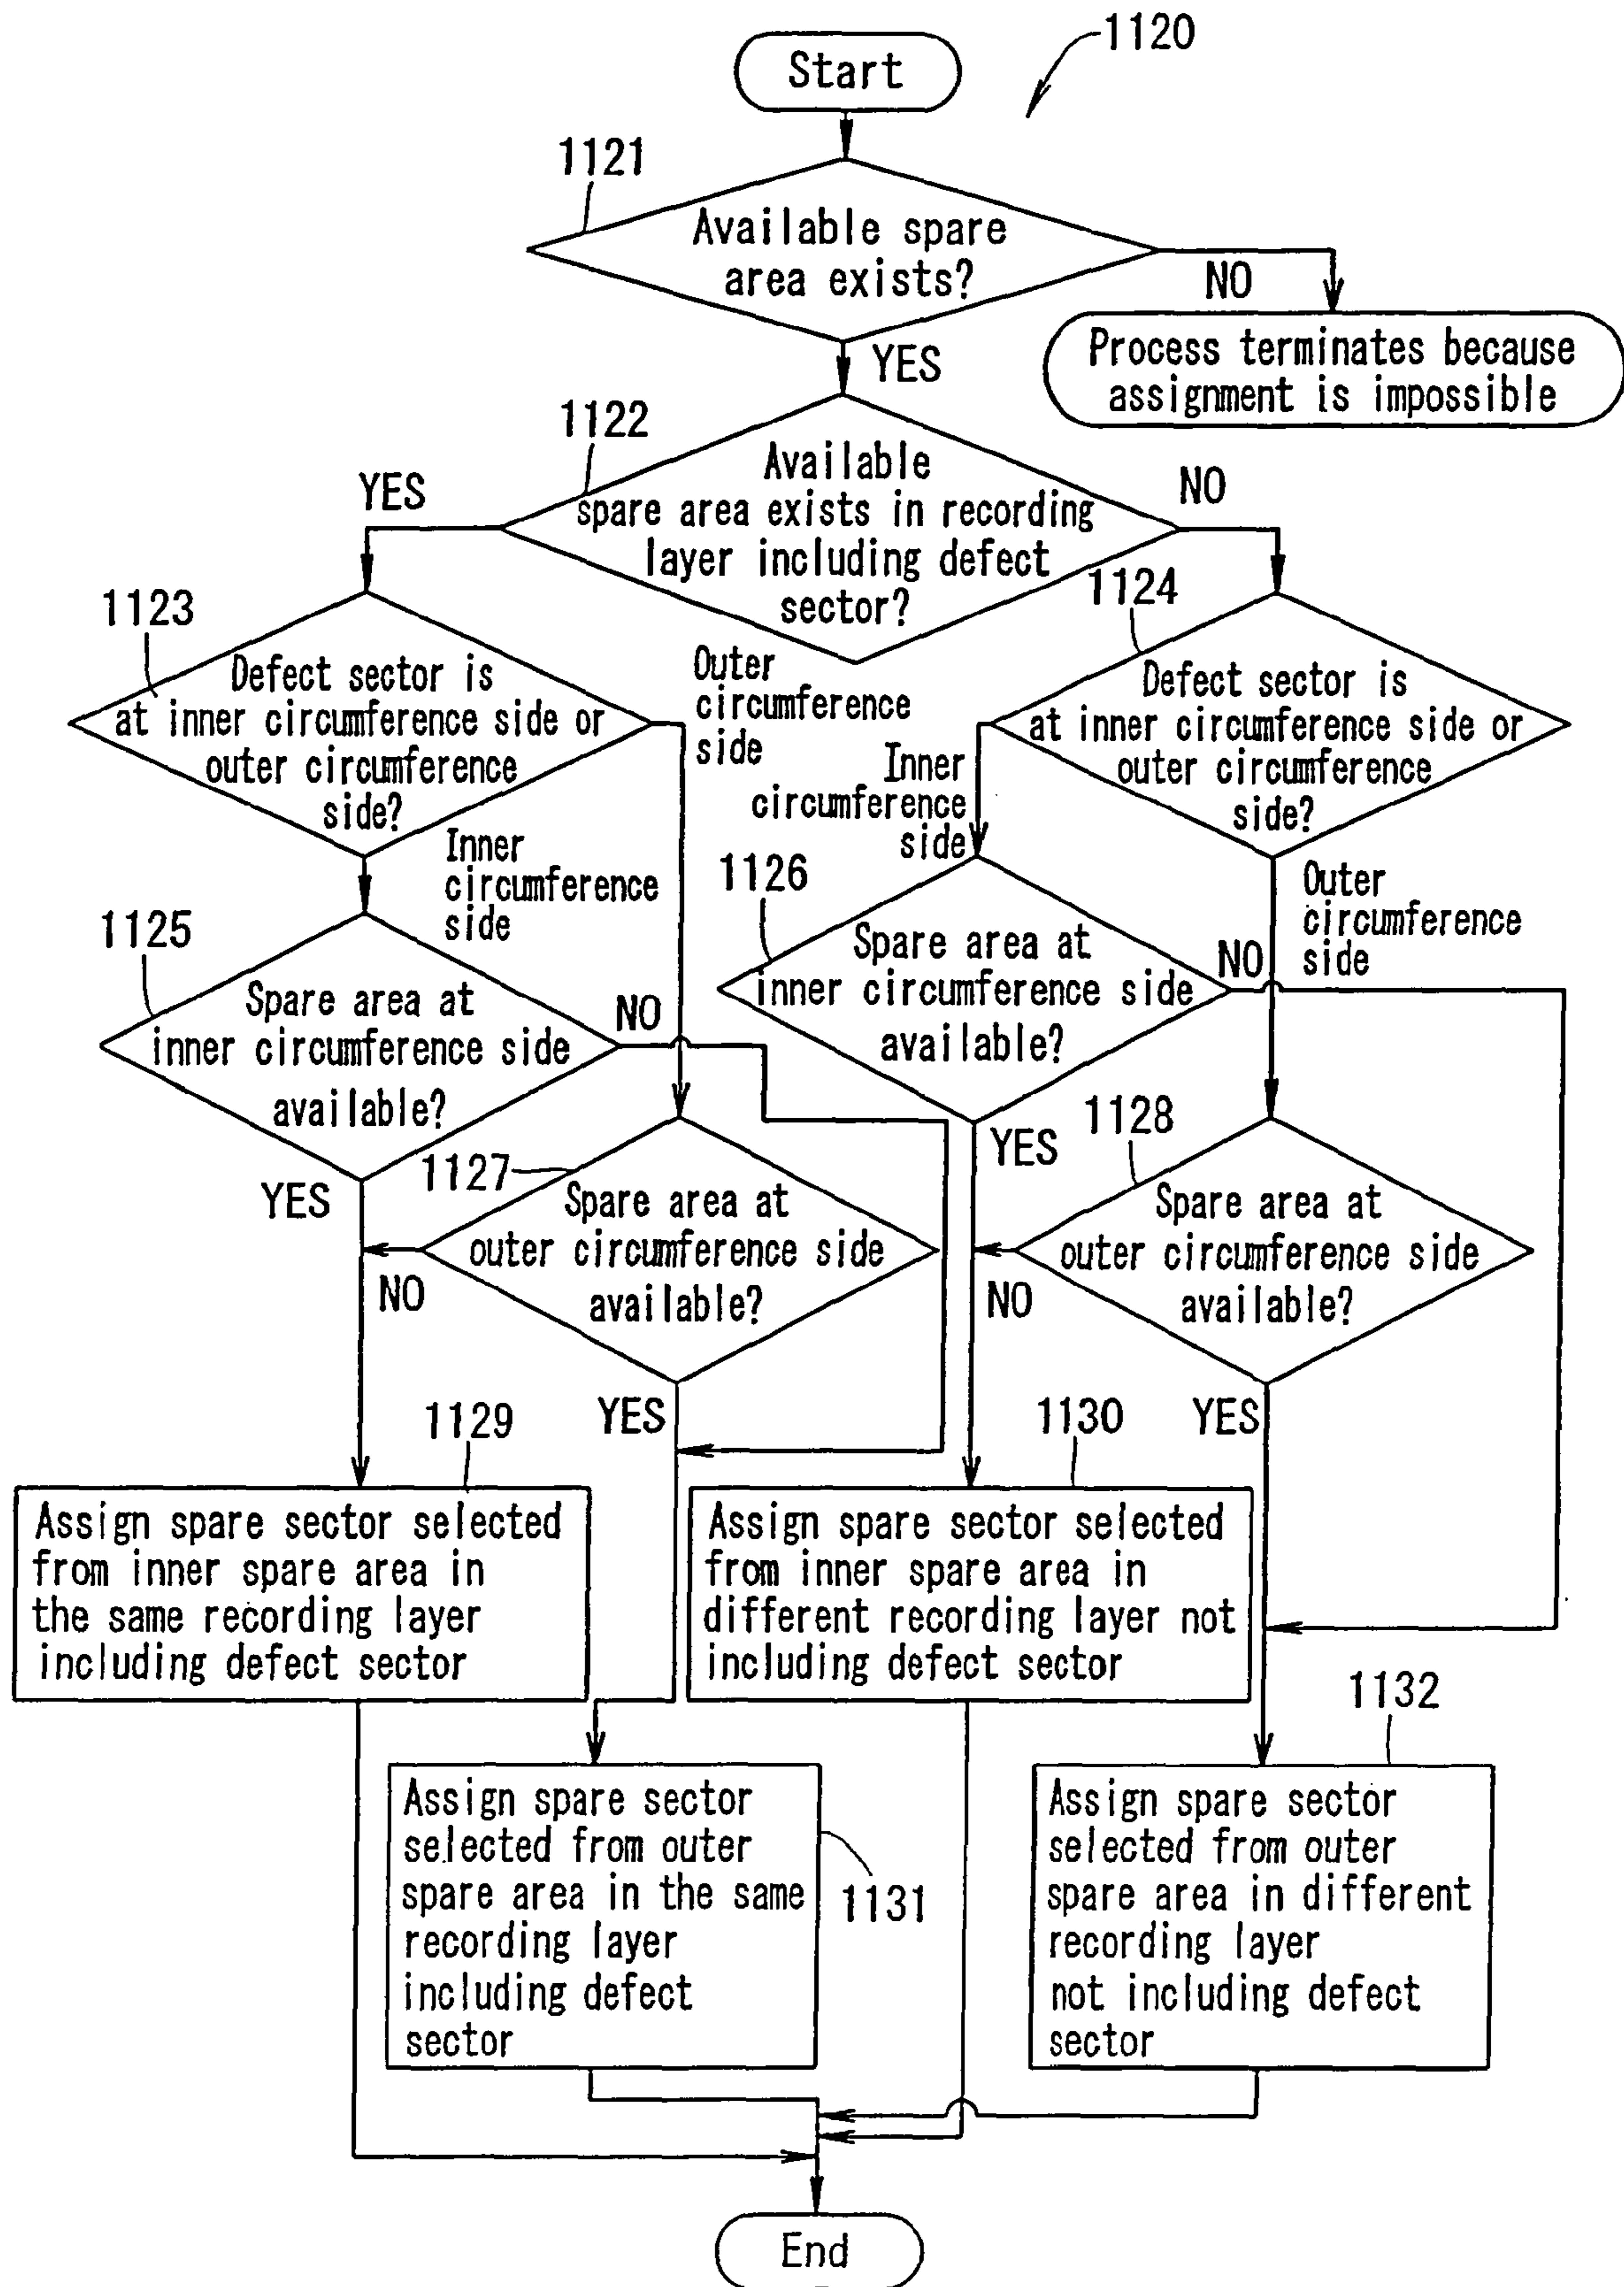 1120
Start
1121
Available spare
area exists?
NO
Process terminates because
assignment is impossible
YES
1122
Available
spare area exists in recording
layer including defect
sector?
YES
NO
1123
Defect sector is
at inner circumference side or
outer circumference
side?
Outer
circumference
side
1124
Defect sector is
at inner circumference side or
outer circumference
side?
Inner
circumference
side
Inner
circumference
side
Outer
circumference
side
1125
Spare area at
inner circumference side
available?
NO
YES
1126
Spare area at
inner circumference side
available?
NO
YES
1127
Spare area at
outer circumference side
available?
NO
YES
1128
Spare area at
outer circumference side
available?
NO
YES
1129
Assign spare sector selected
from inner spare area in
the same recording layer
including defect sector
1130
Assign spare sector selected
from inner spare area in
different recording layer not
including defect sector
1131
Assign spare sector
selected from outer
spare area in the same
recording layer
including defect
sector
1132
Assign spare sector
selected from outer
spare area in different
recording layer
not including defect
sector
End